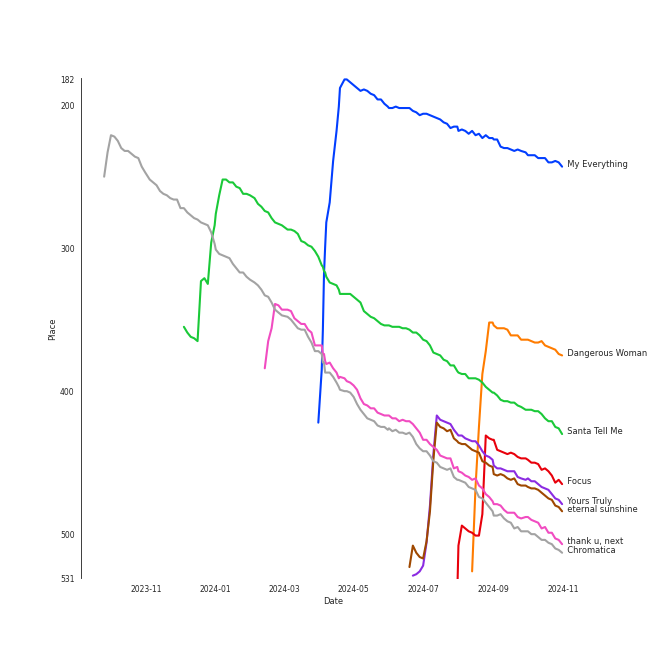 182
200
300
400
500
531
Place
2023-11
2024-01
2024-03
2024-05
2024-07
2024-09
2024-11
Date
My Everything
Dangerous Woman
Santa Tell Me
Focus
Yours Truly
eternal sunshine
thank u, next
Chromatica